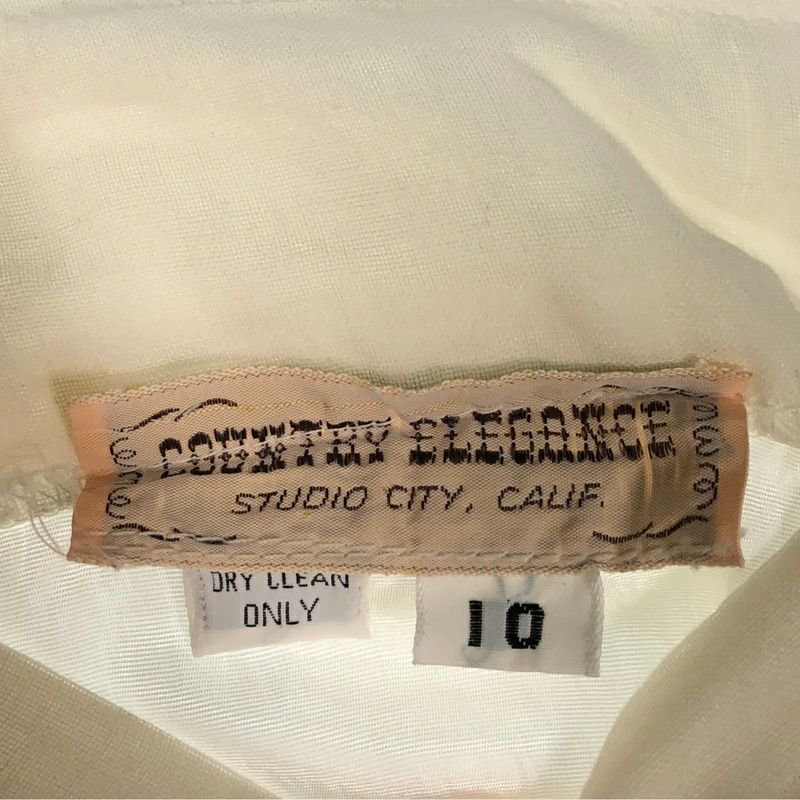 COUNTRY ELEGANCE
STUDIO CITY, CALIF.
DRY CLEAN
ONLY
10